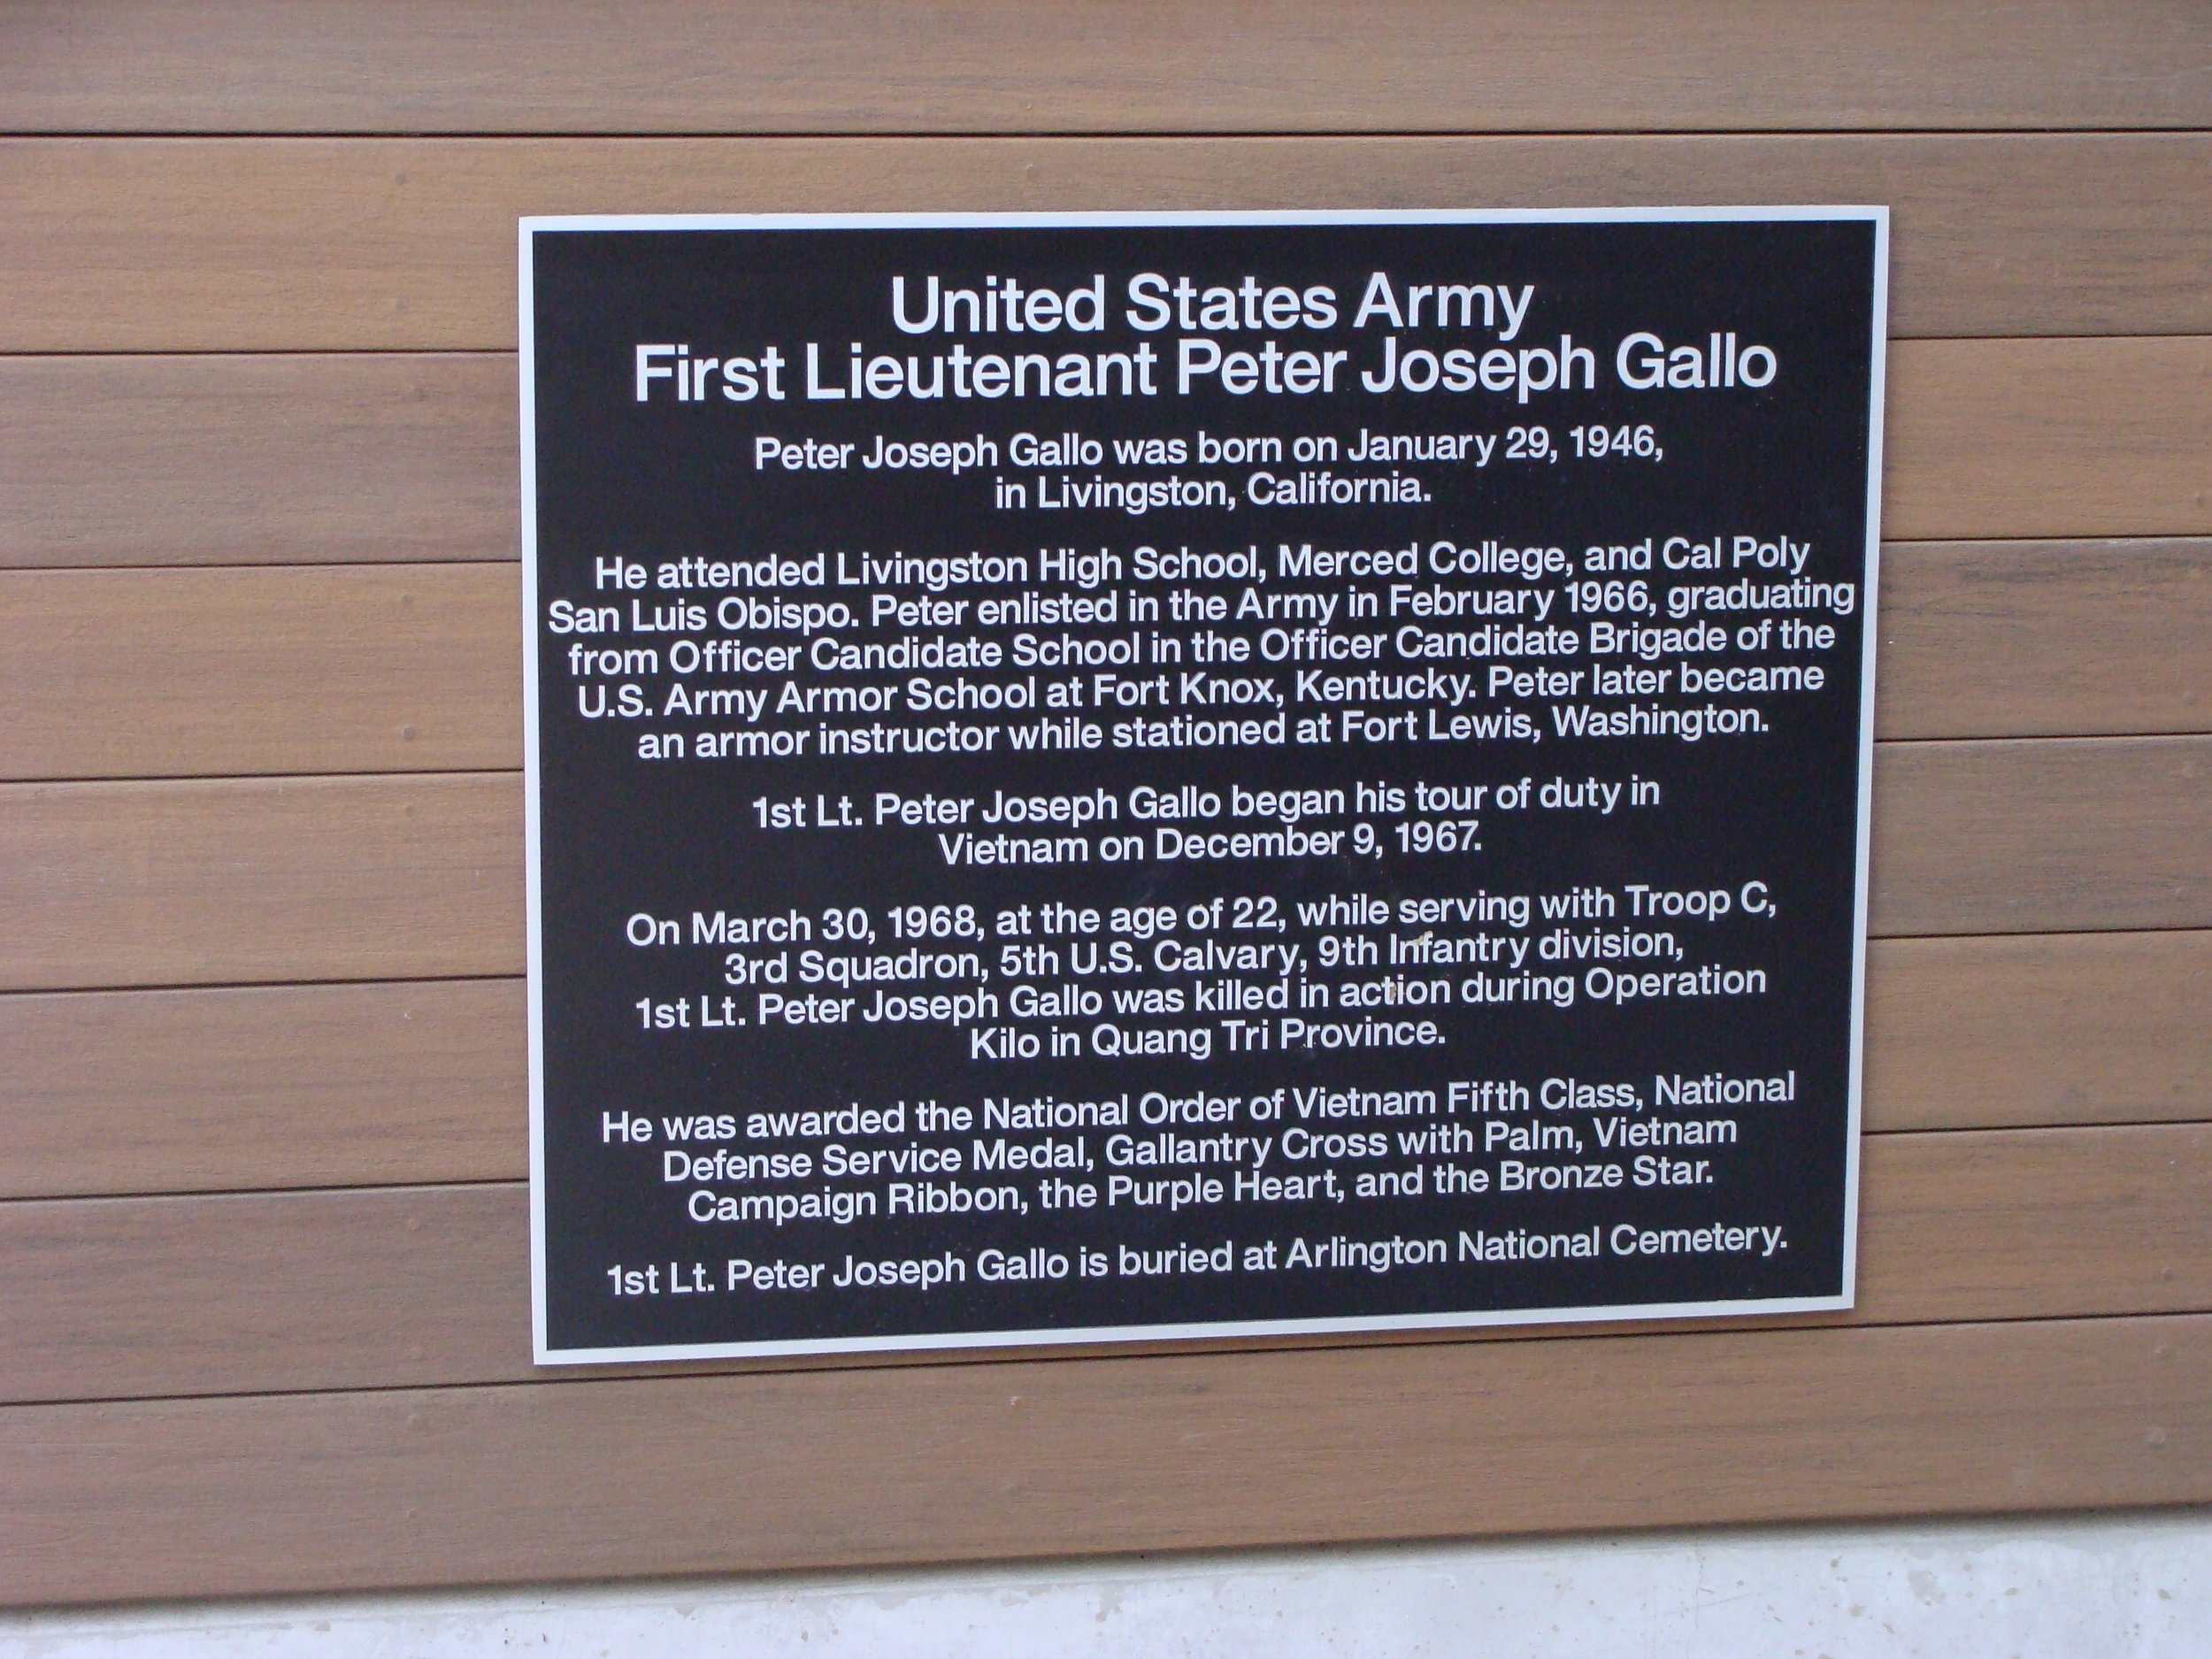 United States Army
First Lieutenant Peter Joseph Gallo
Peter Joseph Gallo was born on January 29, 1946,
in Livingston, California.
He attended Livingston High School, Merced College, and Cal Poly
San Luis Obispo. Peter enlisted in the Army in February 1966, graduating
from Officer Candidate School in the Officer Candidate Brigade of the
U.S. Army Armor School at Fort Knox, Kentucky. Peter later became
an armor instructor while stationed at Fort Lewis, Washington.
1st Lt. Peter Joseph Gallo began his tour of duty in
Vietnam on December 9, 1967.
On March 30, 1968, at the age of 22, while serving with Troop C,
3rd Squadron, 5th U.S. Calvary, 9th Infantry division,
1st Lt. Peter Joseph Gallo was killed in action during Operation
Kilo in Quang Tri Province.
He was awarded the National Order of Vietnam Fifth Class, National
Defense Service Medal, Gallantry Cross with Palm, Vietnam
Campaign Ribbon, the Purple Heart, and the Bronze Star.
1st Lt. Peter Joseph Gallo is buried at Arlington National Cemetery.